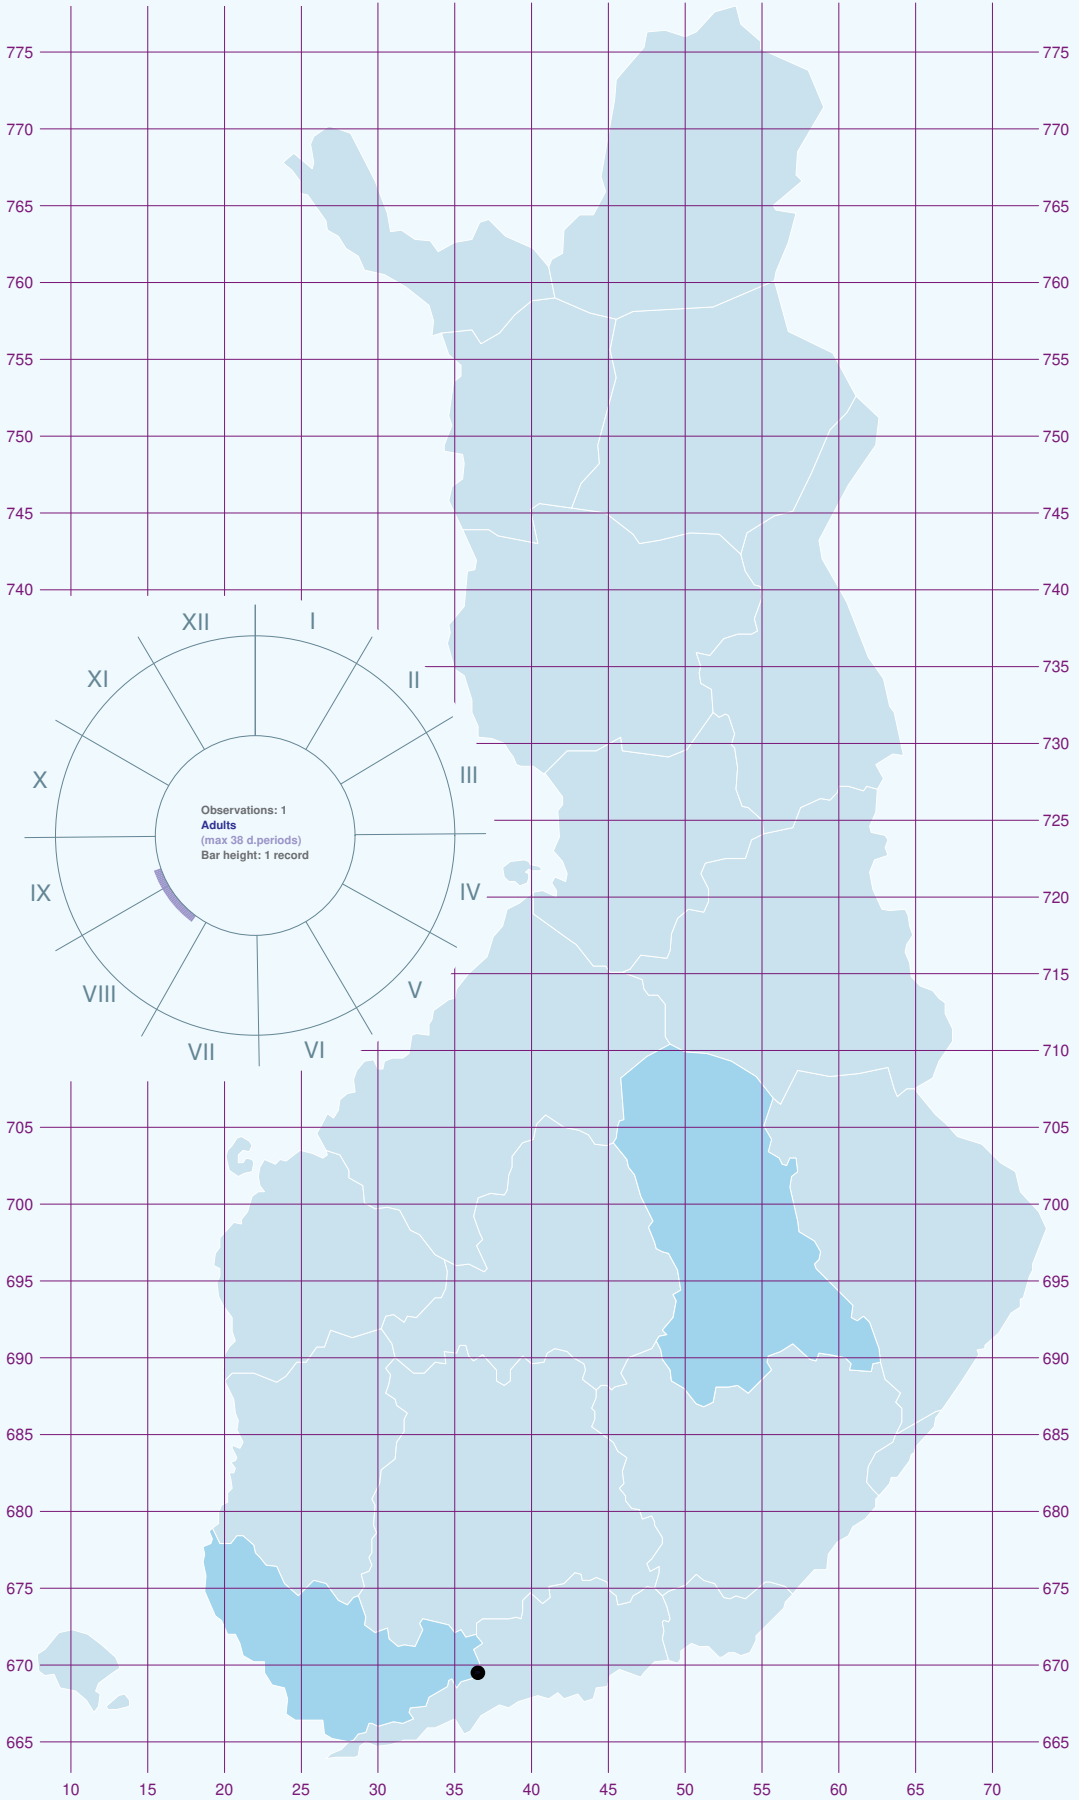 775 775
770 770
765 765
760 760
755 755
750 750
745 745
740 740
XII I
XI II
735
730
X III
Observations: 1
Adults
(max 38 d.periods)
Bar height: 1 record
725
IX IV
720
VIII V
715
VII VI
710
705 705
700 700
695 695
690 690
685 685
680 680
675 675
670 670
665 665
10 15 20 25 30 35 40 45 50 55 60 65 70